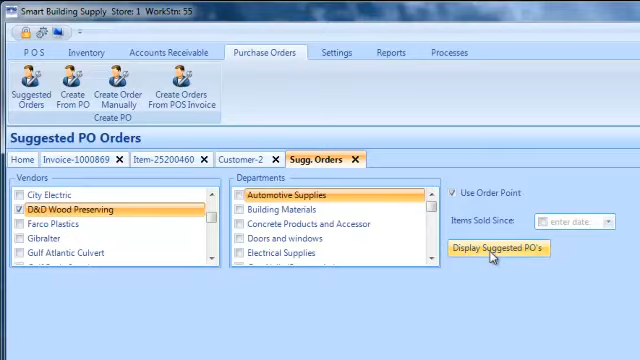 Smart Building Supply Store: 1 WorkStn: 55
P O S Inventory Accounts Receivable Purchase Orders Settings Reports Processes
Suggested Orders Create From PO Create Order Manually Create Orders From POS Invoice
Create PO
Suggested PO Orders
Home Invoice-1000869 Item-25200460 Customer-2 Sugg. Orders
Vendors
City Electric
D&D Wood Preserving
Farco Plastics
Gibralter
Gulf Atlantic Culvert
Departments
Automotive Supplies
Building Materials
Concrete Products and Accessor
Doors and windows
Electrical Supplies
Use Order Point
Items Sold Since: enter date:
Display Suggested PO's